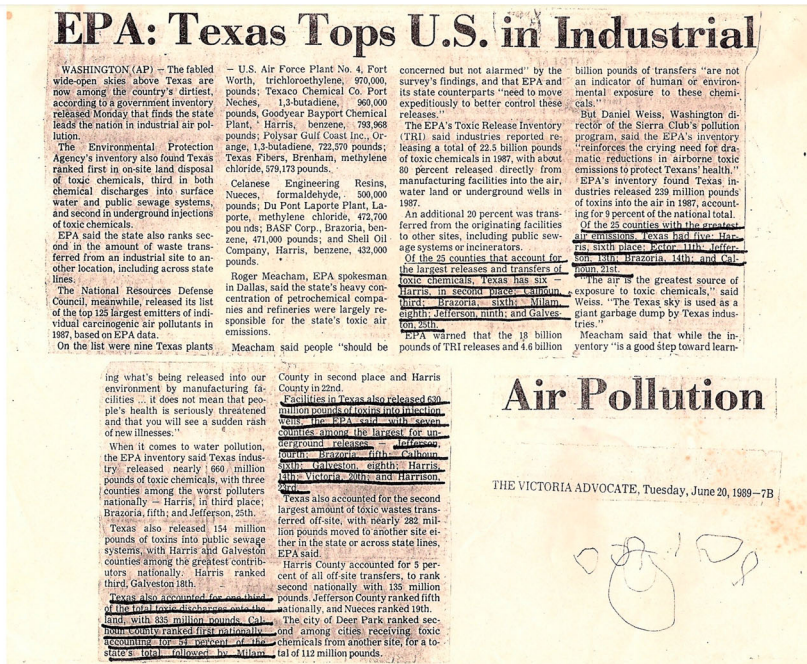 EPA: Texas Tops U.S. in Industrial
WASHINGTON (AP) — The fabled
wide-open skies above Texas are
now among the country's dirtiest,
according to a government inventory
released Monday that finds the state
leads the nation in industrial air pol-
lution.
The Environmental Protection
Agency's inventory also found Texas
ranked first in on-site land disposal
of toxic chemicals, third in both
chemical discharges into surface
water and public sewage systems,
and second in underground injections
of toxic chemicals.
EPA said the state also ranks sec-
ond in the amount of waste trans-
ferred from an industrial site to an-
other location, including across state
lines.
The National Resources Defense
Council, meanwhile, released its list
of the top 125 largest emitters of indi-
vidual carcinogenic air pollutants in
1987, based on EPA data.
On the list were nine Texas plants
— U.S. Air Force Plant No. 4, Fort
Worth, trichloroethylene, 970,000
pounds; Texaco Chemical Co. Port
Neches, 1,3-butadiene, 960,000
pounds, Goodyear Bayport Chemical
Plant, Harris, benzene, 793,968
pounds; Polysar Gulf Coast Inc., Or-
ange, 1,3-butadiene, 722,570 pounds;
Texas Fibers, Brenham, methylene
chloride, 579,173 pounds.
Celanese Engineering Resins,
Nueces, formaldehyde, 500,000
pounds; Du Pont Laporte Plant, La-
porte, methylene chloride, 472,700
pounds; BASF Corp., Brazoria, ben-
zene, 471,000 pounds; and Shell Oil
Company, Harris, benzene, 432,000
pounds.
Roger Meacham, EPA spokesman
in Dallas, said the state's heavy con-
centration of petrochemical compa-
nies and refineries were largely re-
sponsible for the state's toxic air
emissions.
Meacham said people "should be
concerned but not alarmed" by the
survey's findings, and that EPA and
its state counterparts "need to move
expeditiously to better control these
releases."
The EPA's Toxic Release Inventory
(TRI) said industries reported re-
leasing a total of 22.5 billion pounds
of toxic chemicals in 1987, with about
80 percent released directly from
manufacturing facilities into the air,
water land or underground wells in
1987.
An additional 20 percent was trans-
ferred from the originating facilities
to other sites, including public sew-
age systems or incinerators.
Of the 25 counties that account for
the largest releases and transfers of
toxic chemicals, Texas has six —
Harris, in second place; Calhoun,
third; Brazoria, sixth; Milam,
eighth; Jefferson, ninth; and Galves-
ton, 25th.
EPA warned that the 18 billion
pounds of TRI releases and 4.6 billion
billion pounds of transfers "are not
an indicator of human or environ-
mental exposure to these chemi-
cals."
But Daniel Weiss, Washington di-
rector of the Sierra Club's pollution
program, said the EPA's inventory
"reinforces the crying need for dra-
matic reductions in airborne toxic
emissions to protect Texans' health."
EPA's inventory found Texas in-
dustries released 239 million pounds
of toxins into the air in 1987, account-
ing for 9 percent of the national total.
Of the 25 counties with the greatest
air emissions, Texas had five: Har-
ris, sixth place; Ector, 11th; Jeffer-
son, 13th; Brazoria, 14th; and Cal-
houn, 21st.
"The air is the greatest source of
exposure to toxic chemicals," said
Weiss. "The Texas sky is used as a
giant garbage dump by Texas indus-
tries."
Meacham said that while the in-
ventory "is a good step toward learn-
ing what's being released into our
environment by manufacturing fa-
cilities ... it does not mean that peo-
ple's health is seriously threatened
and that you will see a sudden rash
of new illnesses."
When it comes to water pollution,
the EPA inventory said Texas indus-
try released nearly 660 million
pounds of toxic chemicals, with three
counties among the worst polluters
nationally — Harris, in third place;
Brazoria, fifth; and Jefferson, 25th.
Texas also released 154 million
pounds of toxins into public sewage
systems, with Harris and Galveston
counties among the greatest contrib-
utors nationally. Harris ranked
third, Galveston 18th.
Texas also accounted for one-third
of the total toxic discharges onto the
land, with 835 million pounds. Cal-
houn County ranked first nationally
accounting for 54 percent of the
state's total, followed by Milam
County in second place and Harris
County in 22nd.
Facilities in Texas also released 630
million pounds of toxins into injection
wells, the EPA said, with seven
counties among the largest for un-
derground releases — Jefferson,
fourth; Brazoria, fifth; Calhoun,
sixth; Galveston, eighth; Harris,
14th; Victoria, 20th; and Harrison,
23rd.
Texas also accounted for the second
largest amount of toxic wastes trans-
ferred off-site, with nearly 282 mil-
lion pounds moved to another site ei-
ther in the state or across state lines,
EPA said.
Harris County accounted for 5 per-
cent of all off-site transfers, to rank
second nationally with 135 million
pounds. Jefferson County ranked fifth
nationally, and Nueces ranked 19th.
The city of Deer Park ranked sec-
ond among cities receiving toxic
chemicals from another site, for a to-
tal of 112 million pounds.
Air Pollution
THE VICTORIA ADVOCATE, Tuesday, June 20, 1989—7B